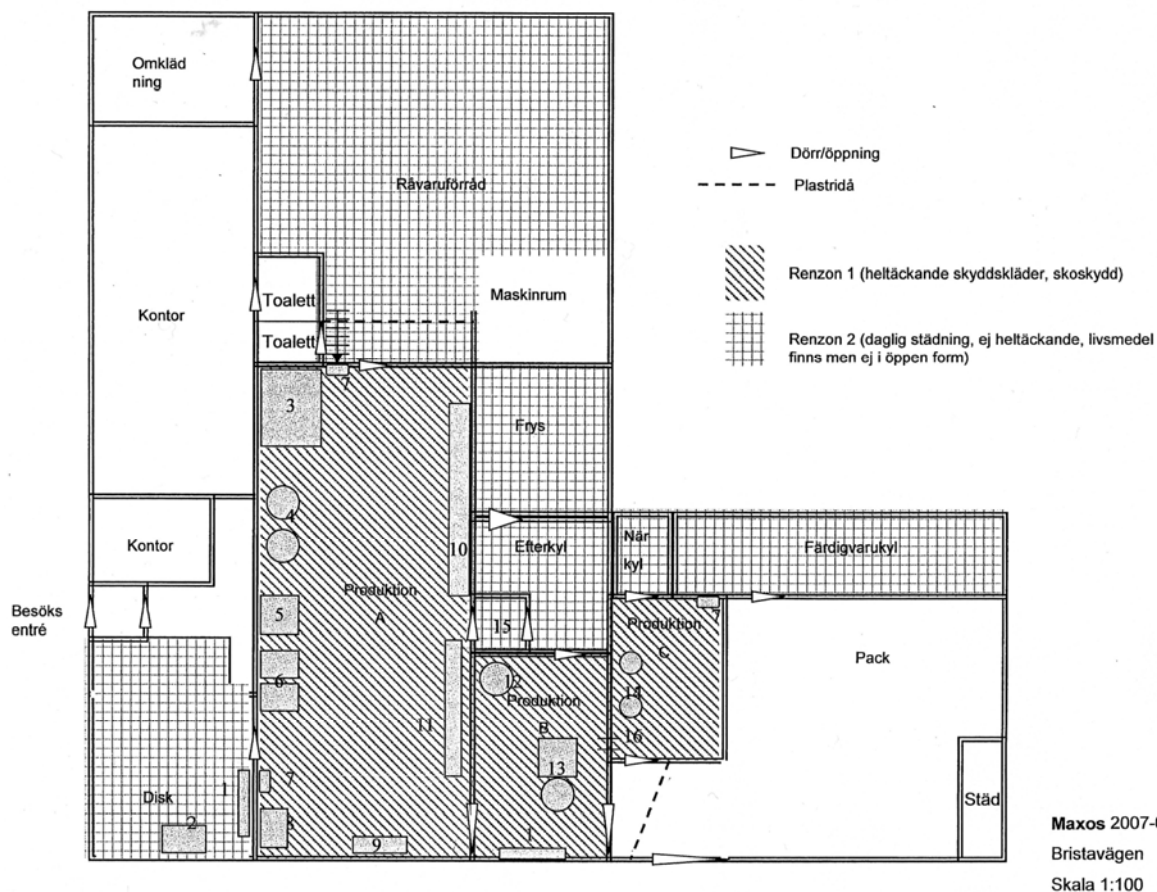 Omkläd
ning
Råvaruförråd
Dörr/öppning
Plastridå
Renzon 1 (heltäckande skyddskläder, skoskydd)
Renzon 2 (daglig städning, ej heltäckande, livsmedel
finns men ej i öppen form)
Kontor
Toalett
Toalett
Maskinrum
7
3
Frys
4
10
Kontor
Efterkyl
När
kyl
Färdigvarukyl
Besöks
entré
5
Produktion
A
15
7
Produktion
C
Pack
6
11
12
Produktion
B
14
16
13
Disk
1
2
7
8
9
1
Städ
Maxos 2007-
Bristavägen
Skala 1:100